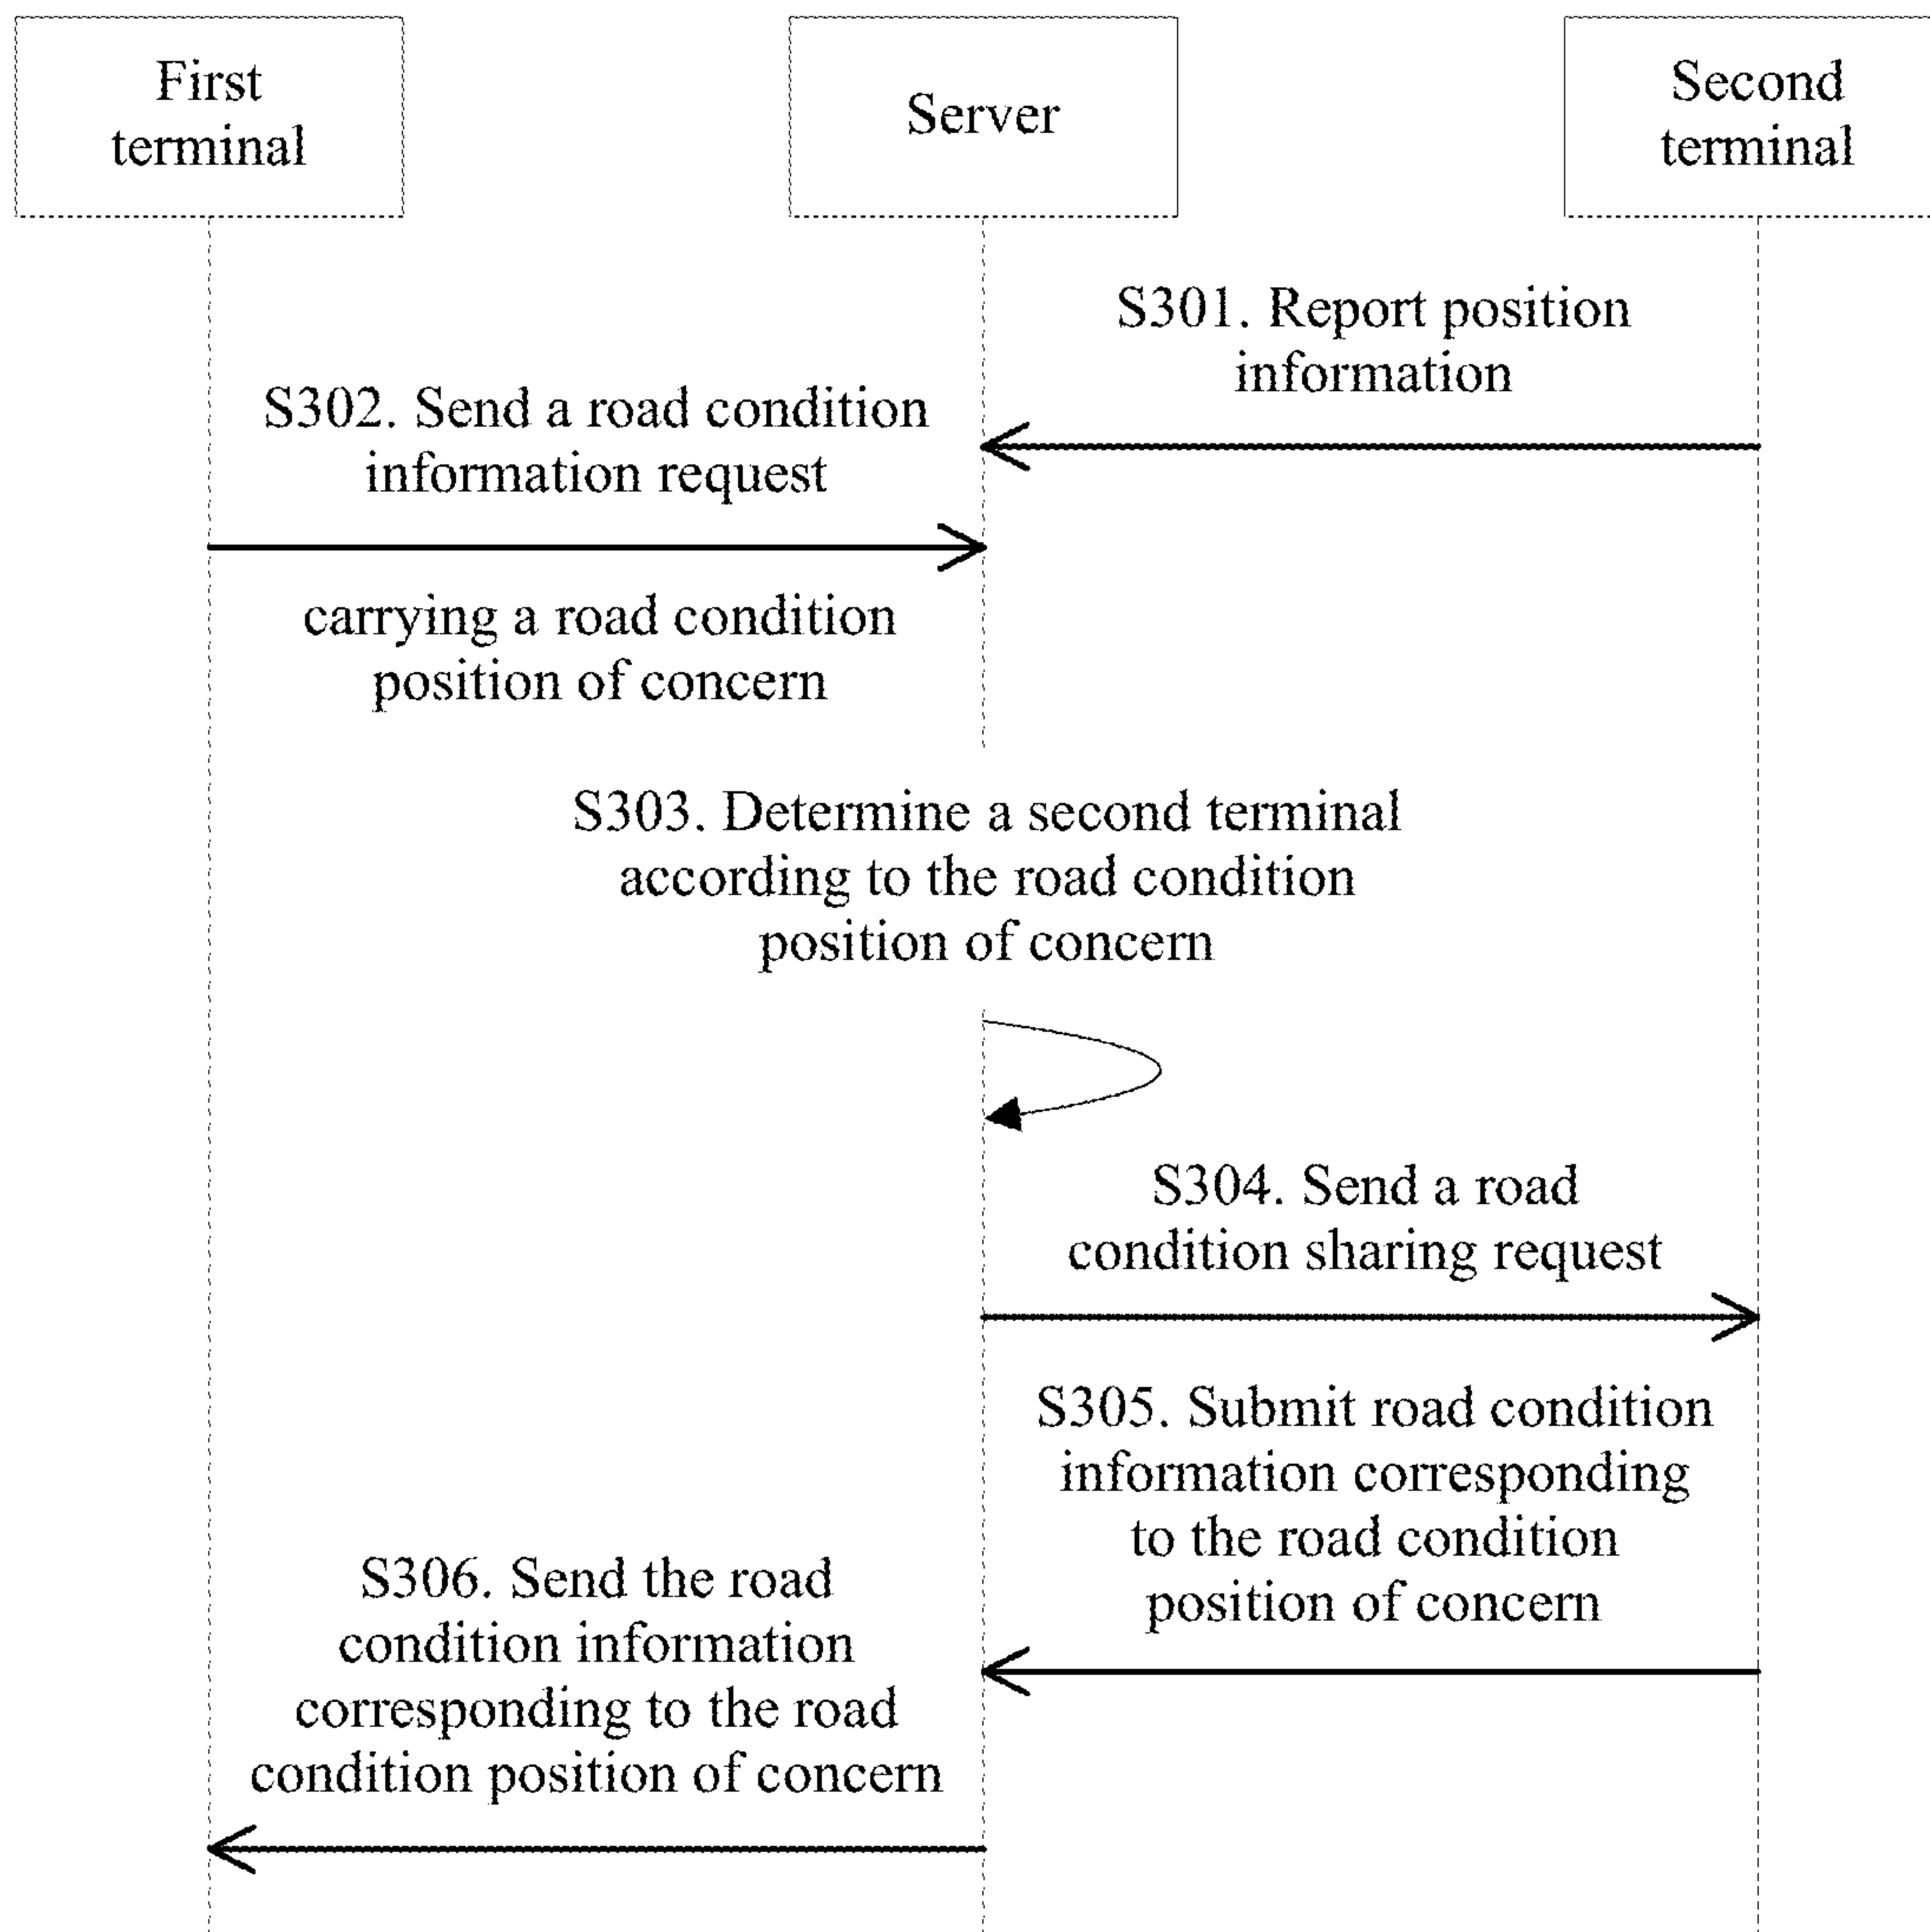 First
terminal
Server
Second
terminal
S301. Report position
information
S302. Send a road condition
information request
carrying a road condition
position of concern
S303. Determine a second terminal
according to the road condition
position of concern
S304. Send a road
condition sharing request
S305. Submit road condition
information corresponding
to the road condition
position of concern
S306. Send the road
condition information
corresponding to the road
condition position of concern